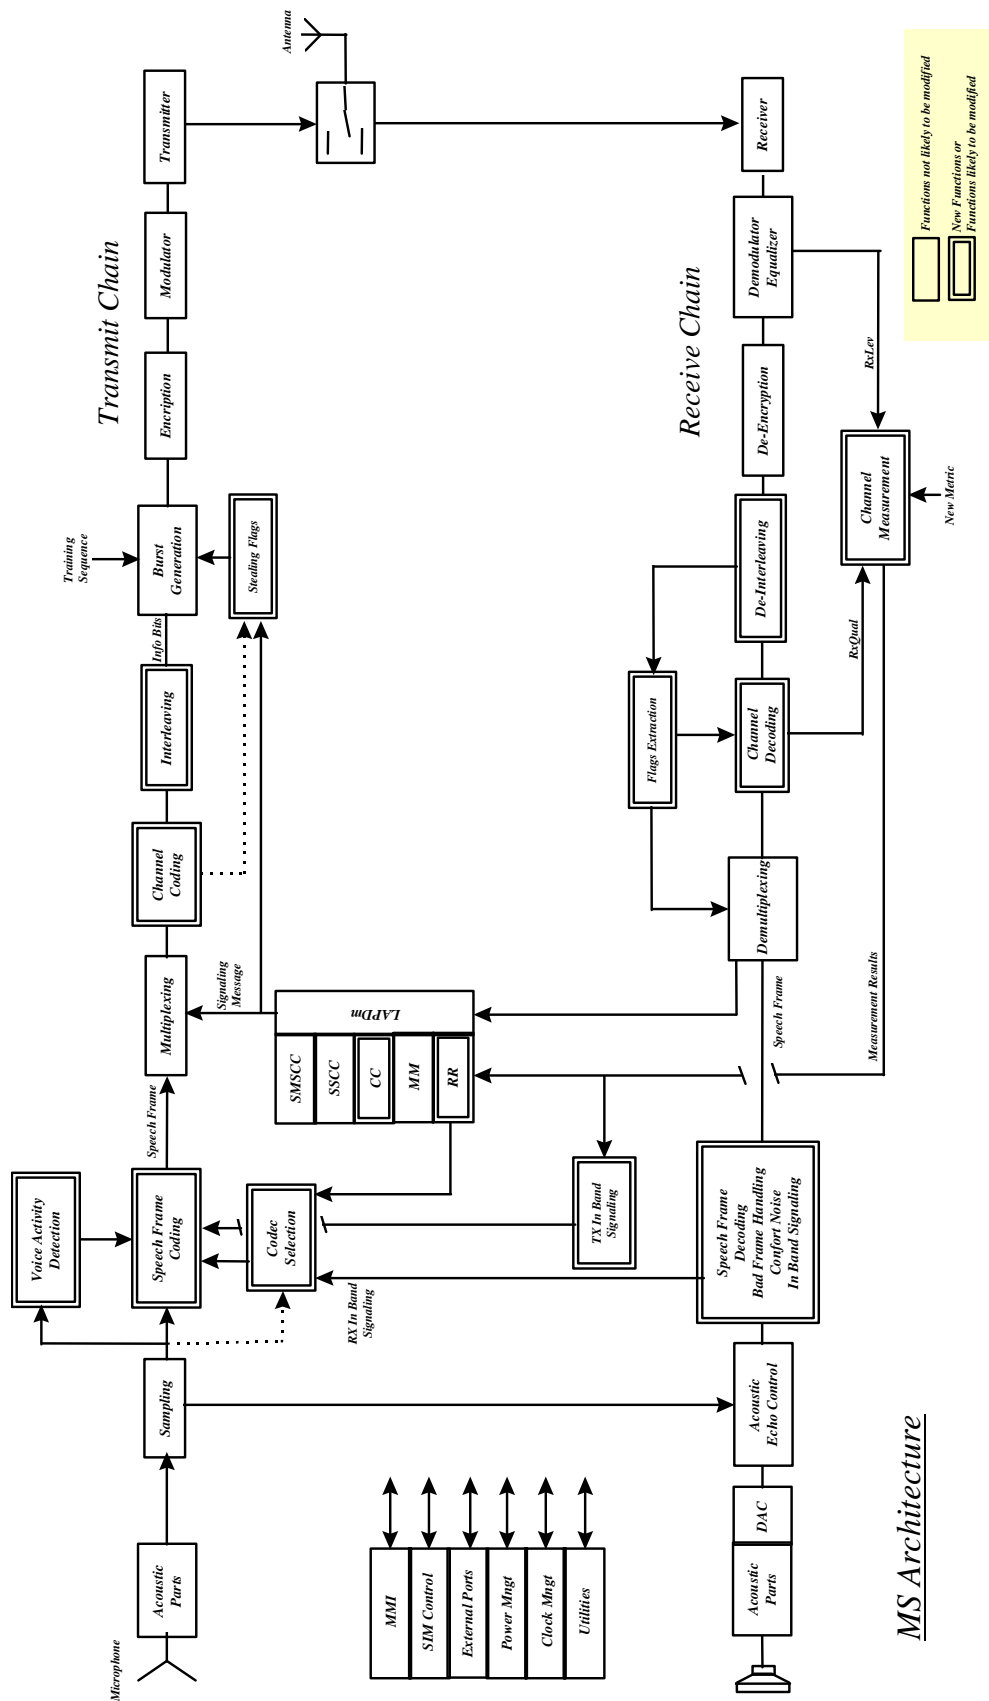 Microphone
Acoustic
Parts
Sampling
Voice Activity
Detection
Speech Frame
Coding
Speech Frame
Multiplexing
Channel
Coding
Interleaving
Info Bits
Training
Sequence
Burst
Generation
Encription
Modulator
Transmitter
Transmit Chain
Antenna
Stealing Flags
Signaling
Message
LAPDm
SMSCC
SSCC
CC
MM
RR
Codec
Selection
RX In Band
Signaling
TX In Band
Signaling
MMI
SIM Control
External Ports
Power Mngt
Clock Mngt
Utilities
Receive Chain
Receiver
Demodulator
Equalizer
De-Encryption
De-Interleaving
Flags Extraction
Channel
Decoding
Demultiplexing
Speech Frame
Speech Frame
Decoding
Bad Frame Handling
Confort Noise
In Band Signaling
Acoustic
Echo Control
DAC
Acoustic
Parts
RxLev
RxQual
Channel
Measurement
New Metric
Measurement Results
Functions not likely to be modified
New Functions or
Functions likely to be modified
MS Architecture